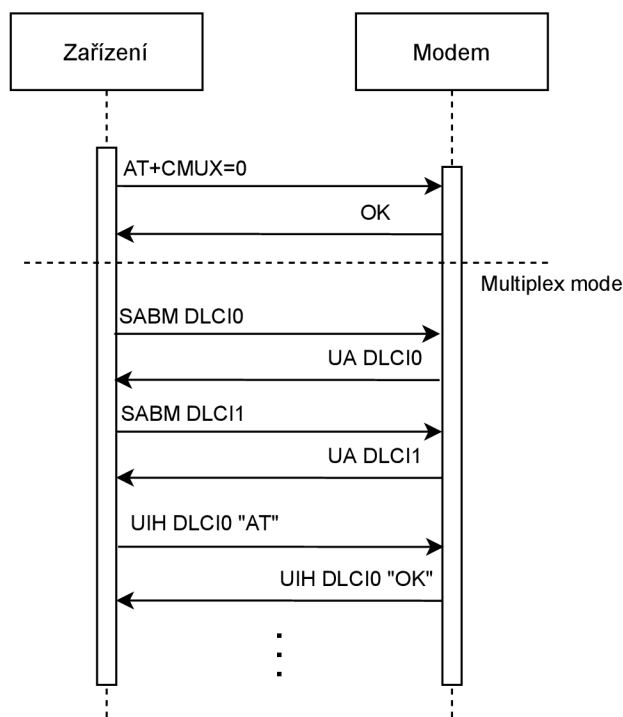 Zařízení
Modem
AT+CMUX=0
OK
Multiplex mode
SABM DLCI0
UA DLCI0
SABM DLCI1
UA DLCI1
UIH DLCI0 "AT"
UIH DLCI0 "OK"